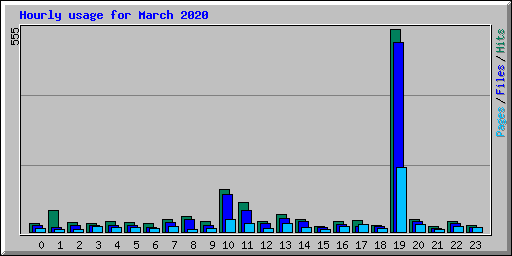 Hourly usage for March 2020
555
Pages/Files/Hits
0 1 2 3 4 5 6 7 8 9 10 11 12 13 14 15 16 17 18 19 20 21 22 23